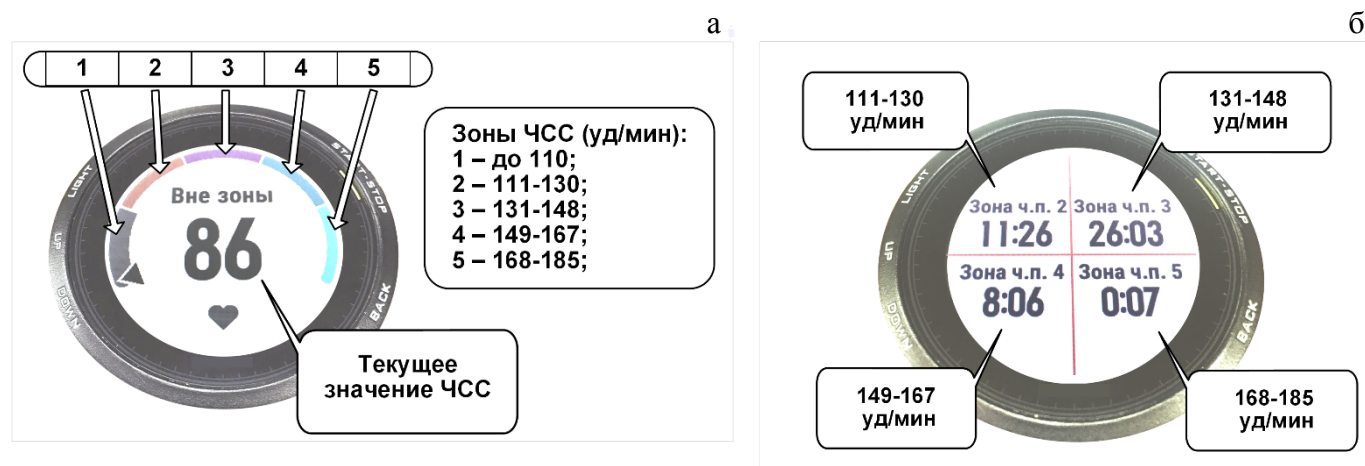 а
1 2 3 4 5
Зоны ЧСС (уд/мин):
1 – до 110;
2 – 111-130;
3 – 131-148;
4 – 149-167;
5 – 168-185;
LIGHT
START-STOP
UP
DOWN
BACK
Вне зоны
86
Текущее
значение ЧСС
б
111-130
уд/мин
131-148
уд/мин
LIGHT
START-STOP
UP
DOWN
BACK
Зона ч.п. 2 Зона ч.п. 3
11:26 26:03
Зона ч.п. 4 Зона ч.п. 5
8:06 0:07
149-167
уд/мин
168-185
уд/мин